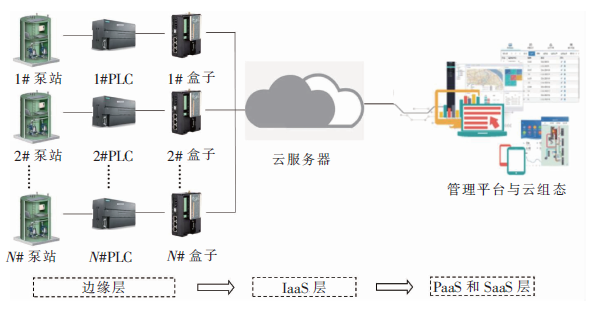 1# 泵站 1#PLC 1# 盒子
2# 泵站 2#PLC 2# 盒子
云服务器
管理平台与云组态
N# 泵站 N#PLC N# 盒子
边缘层 IaaS 层 PaaS 和 SaaS 层